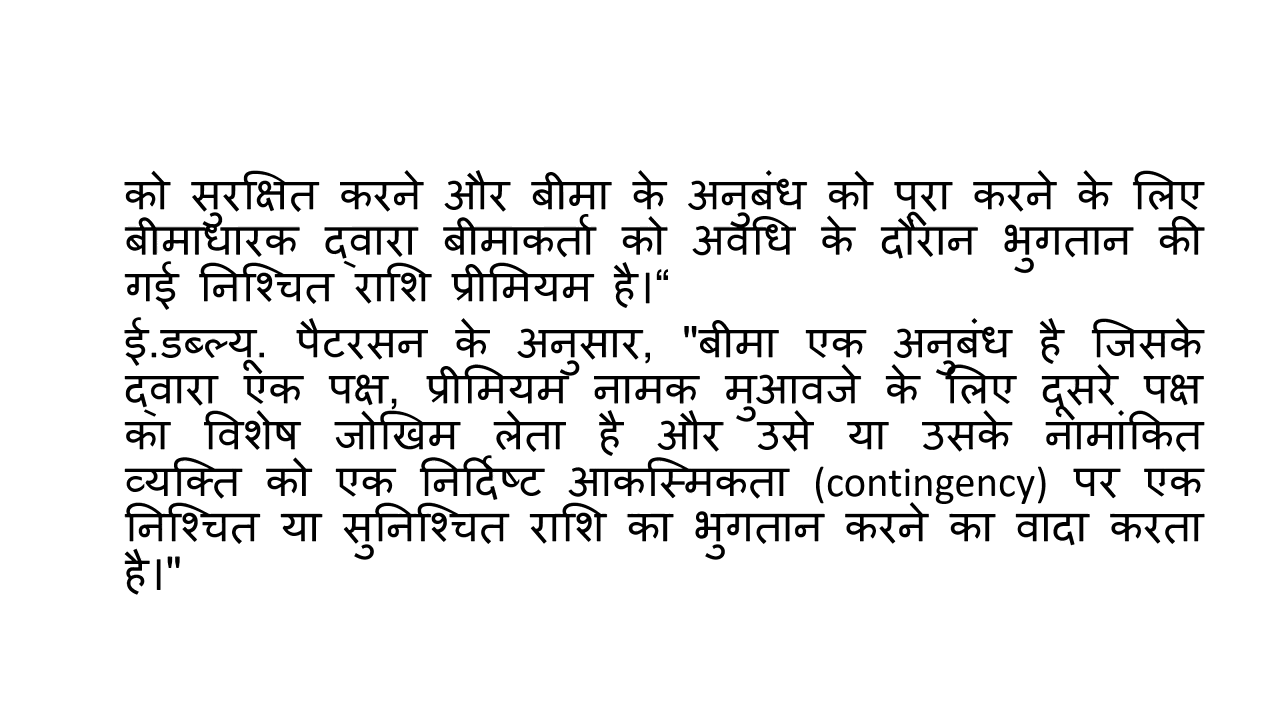 को सुरक्षित करने और बीमा के अनुबंध को पूरा करने के लिए
बीमाधारक द्वारा बीमाकर्ता को अवधि के दौरान भुगतान की
गई निश्चित राशि प्रीमियम है।“
ई.डब्ल्यू. पैटरसन के अनुसार, "बीमा एक अनुबंध है जिसके
द्वारा एक पक्ष, प्रीमियम नामक मुआवजे के लिए दूसरे पक्ष
का विशेष जोखिम लेता है और उसे या उसके नामांकित
व्यक्ति को एक निर्दिष्ट आकस्मिकता (contingency) पर एक
निश्चित या सुनिश्चित राशि का भुगतान करने का वादा करता
है।"